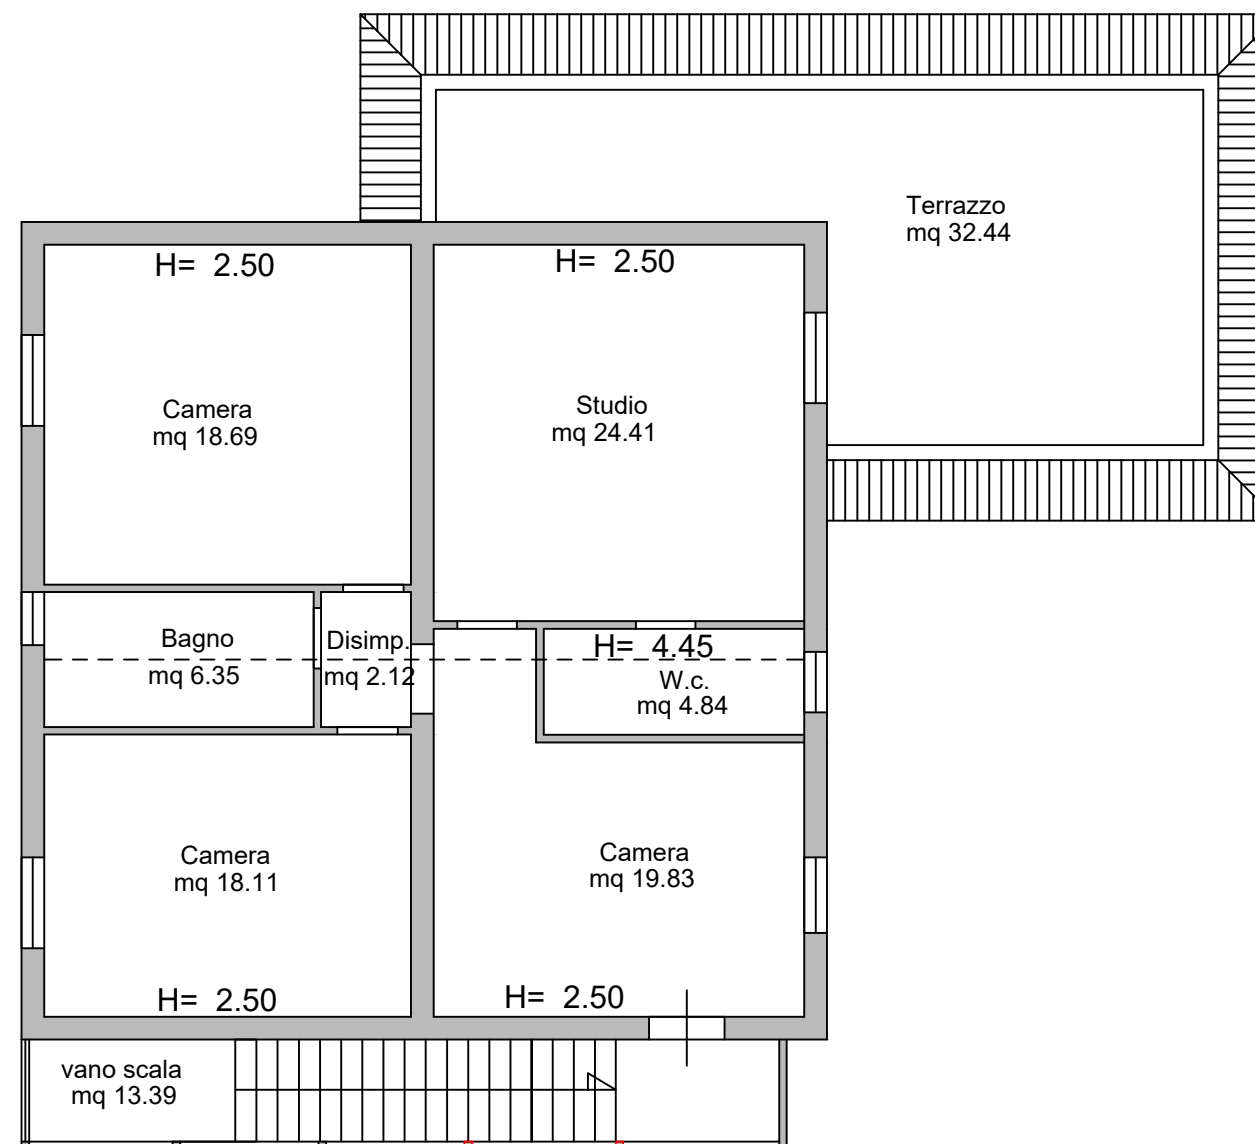 Terrazzo
mq 32.44
H= 2.50
H= 2.50
Camera
mq 18.69
Studio
mq 24.41
Bagno
mq 6.35
Disimp.
mq 2.12
H= 4.45
W.c.
mq 4.84
Camera
mq 18.11
Camera
mq 19.83
H= 2.50
H= 2.50
vano scala
mq 13.39